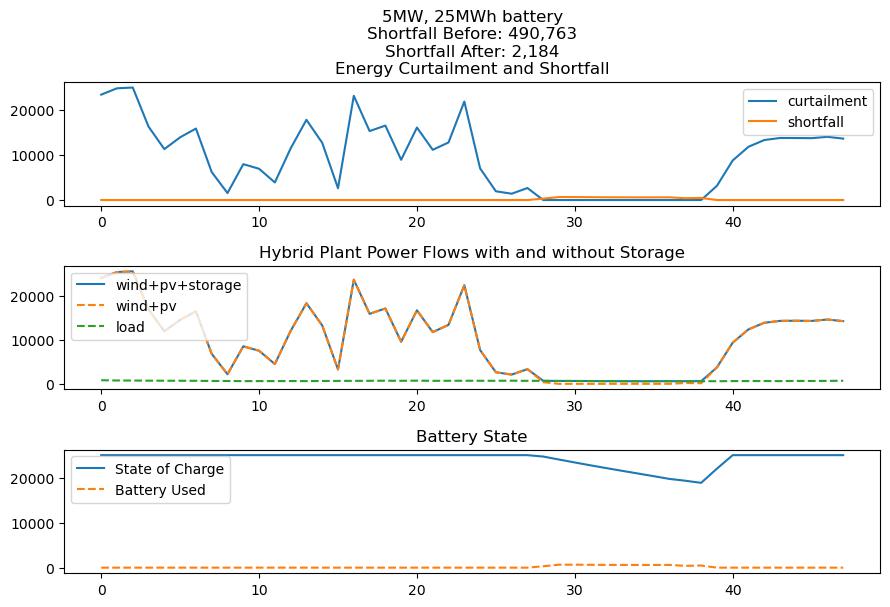 5MW, 25MWh battery
Shortfall Before: 490,763
Shortfall After: 2,184
Energy Curtailment and Shortfall
20000
10000
0
curtailment
shortfall
0 10 20 30 40
Hybrid Plant Power Flows with and without Storage
20000
10000
0
wind+pv+storage
wind+pv
load
0 10 20 30 40
Battery State
20000
10000
0
State of Charge
Battery Used
0 10 20 30 40